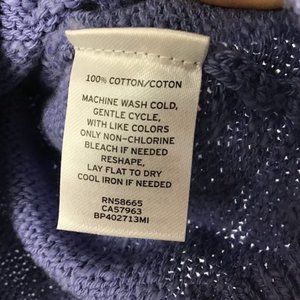 100% COTTON/COTON
MACHINE WASH COLD,
GENTLE CYCLE,
WITH LIKE COLORS
ONLY NON-CHLORINE
BLEACH IF NEEDED
RESHAPE,
LAY FLAT TO DRY
COOL IRON IF NEEDED
RN58665
CA57963
BP402713MI